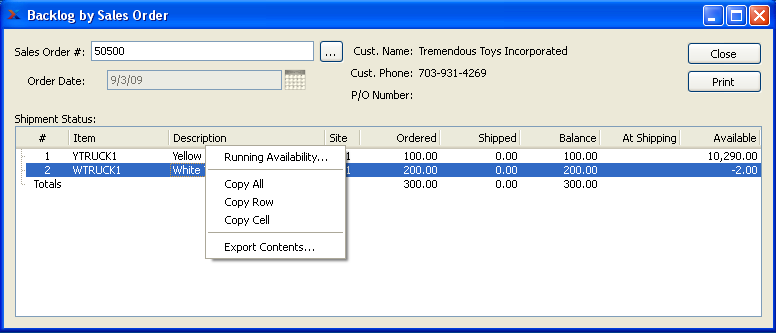 Backlog by Sales Order
Sales Order #: 50500 ... Cust. Name: Tremendous Toys Incorporated Close
Order Date: 9/3/09 Cust. Phone: 703-931-4269 Print
P/O Number:
Shipment Status:
# Item Description Site Ordered Shipped Balance At Shipping Available
1 YTRUCK1 Yellow 1 100.00 0.00 100.00 10,290.00
2 WTRUCK1 White 1 200.00 0.00 200.00 -2.00
Totals 300.00 300.00
Running Availability...
Copy All
Copy Row
Copy Cell
Export Contents...